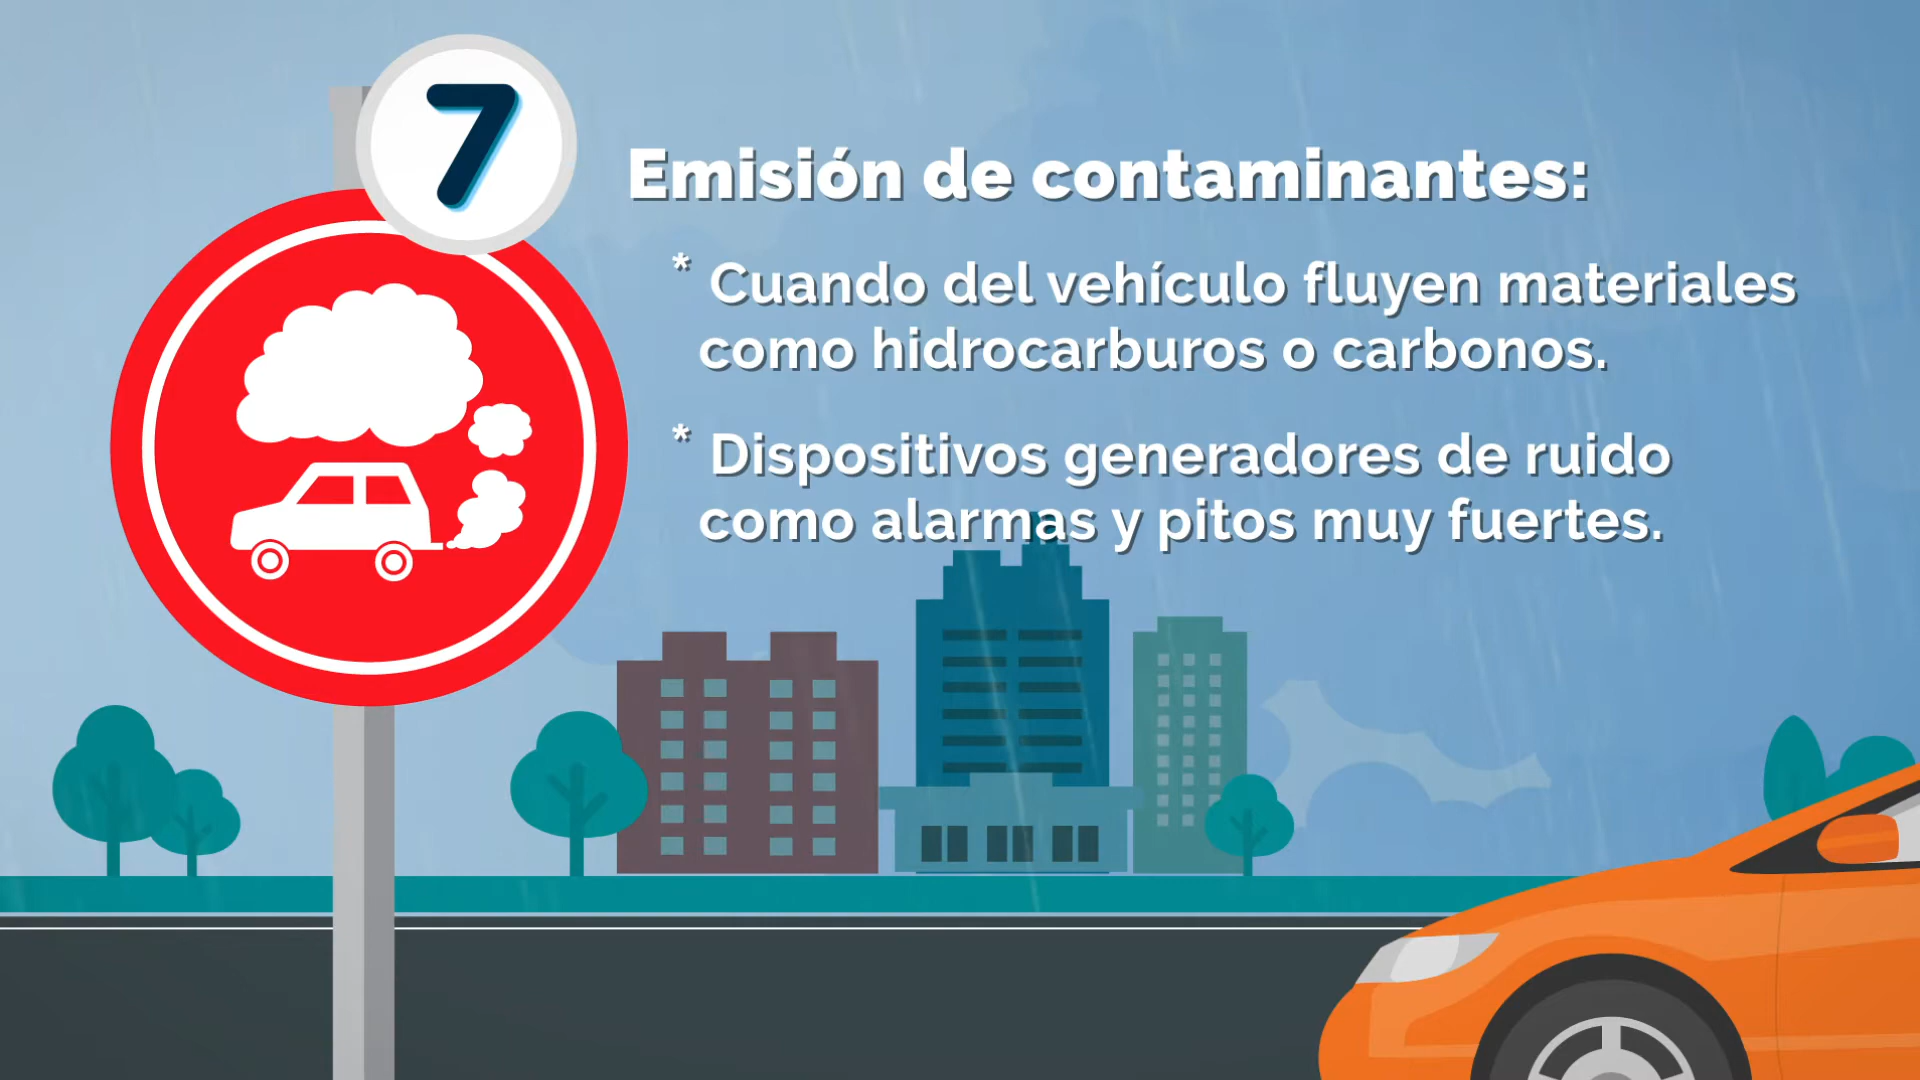 7
Emisión de contaminantes:
* Cuando del vehículo fluyen materiales
como hidrocarburos o carbonos.
* Dispositivos generadores de ruido
como alarmas y pitos muy fuertes.